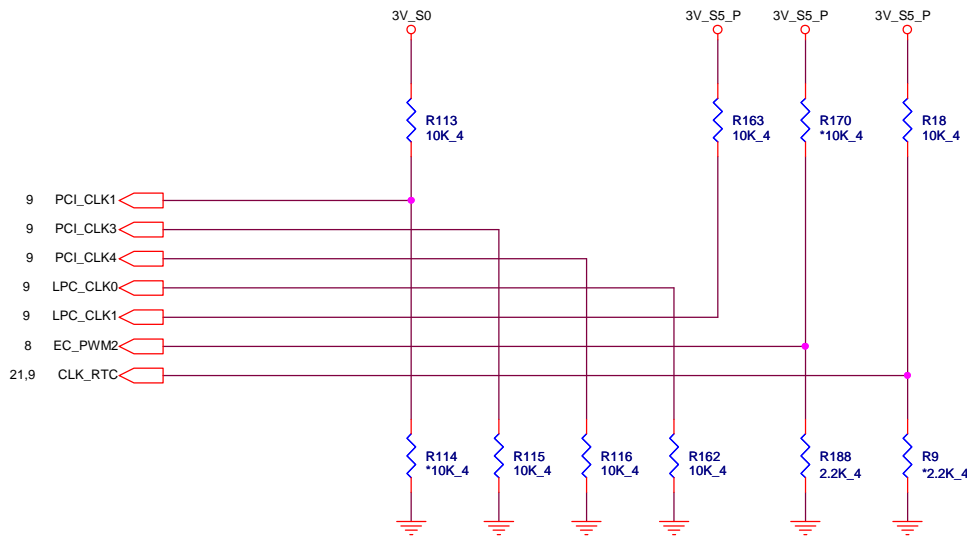 3V_S0
3V_S5_P
3V_S5_P
3V_S5_P
R113
10K_4
R163
10K_4
R170
*10K_4
R18
10K_4
9 PCI_CLK1
9 PCI_CLK3
9 PCI_CLK4
9 LPC_CLK0
9 LPC_CLK1
8 EC_PWM2
21,9 CLK_RTC
R114
*10K_4
R115
10K_4
R116
10K_4
R162
10K_4
R188
2.2K_4
R9
*2.2K_4